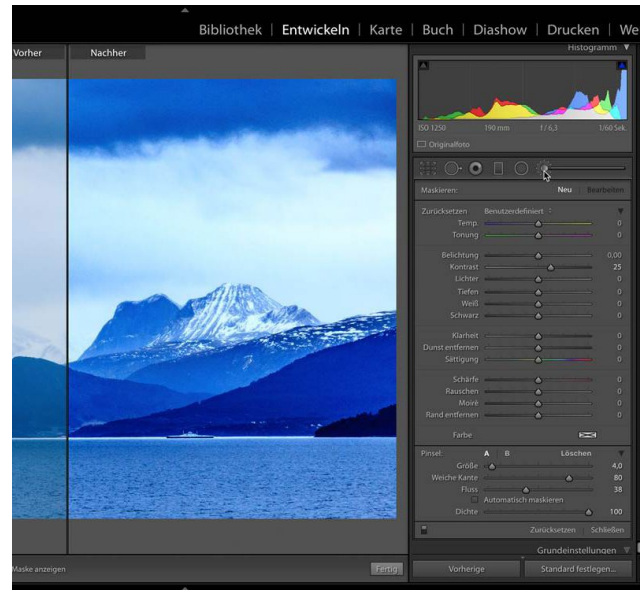 Bibliothek | Entwickeln | Karte | Buch | Diashow | Drucken | We
Vorher Nachher
Histogramm
ISO 1250 190 mm f / 6,3 1/60 Sek.
Originalfoto
Maskieren: Neu Bearbeiten
Zurücksetzen Benutzerdefiniert
Temp. 0
Tonung 0
Belichtung 0,00
Kontrast 25
Lichter 0
Tiefen 0
Weiß 0
Schwarz 0
Klarheit 0
Dunst entfernen 0
Sättigung 0
Schärfe 0
Rauschen 0
Moiré 0
Rand entfernen 0
Farbe
Pinsel: A B Löschen
Größe 4,0
Weiche Kante 80
Fluss 38
Automatisch maskieren
Dichte 100
Zurücksetzen Schließen
Grundeinstellungen
Maske anzeigen Fertig Vorherige Standard festlegen...